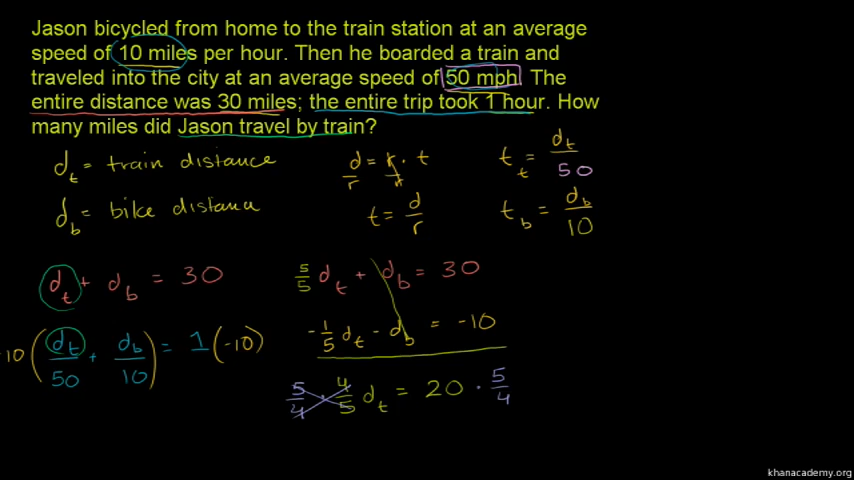 Jason bicycled from home to the train station at an average
speed of 10 miles per hour. Then he boarded a train and
traveled into the city at an average speed of 50 mph. The
entire distance was 30 miles; the entire trip took 1 hour. How
many miles did Jason travel by train?
d_t = train distance
d_b = bike distance
d/r = r/r · t
t = d/r
t_t = d_t/50
t_b = d_b/10
d_t + d_b = 30
-10(d_t/50 + d_b/10) = 1(-10)
5/5 d_t + d_b = 30
-1/5 d_t - d_b = -10
5/4 · 4/5 d_t = 20 · 5/4
khanacademy.org